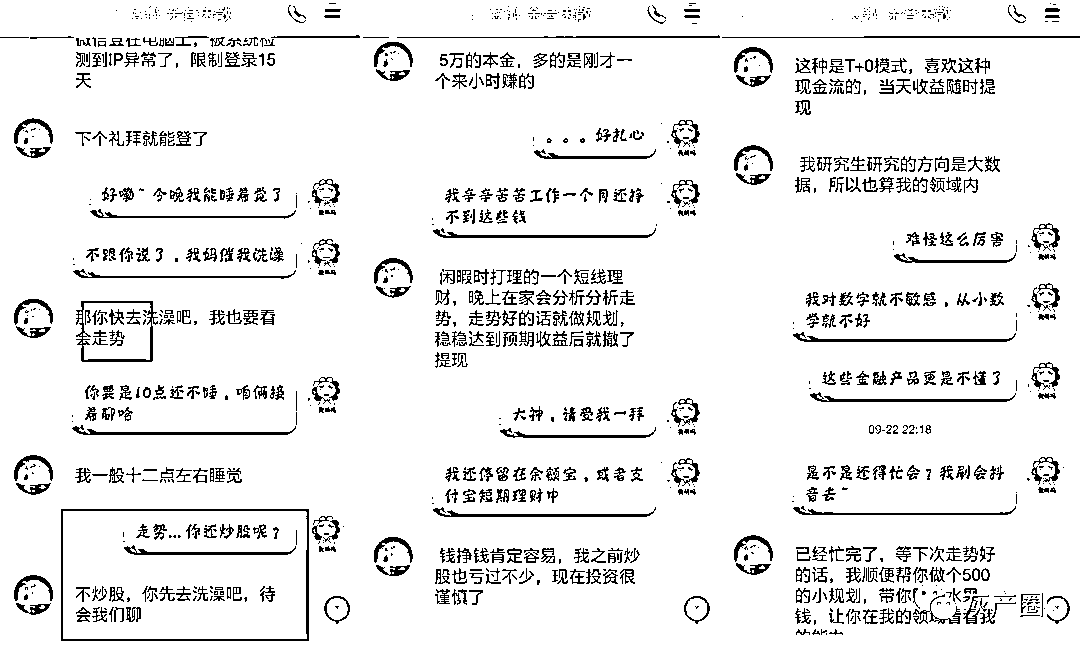 测到IP异常了，限制登录15
天
下个礼拜就能登了
好嘞~ 今晚我能睡着觉了
不跟你说了，我妈催我洗澡
那你快去洗澡吧，我也要看
会走势
你要是10点还不睡，咱俩接
着聊哈
我一般十二点左右睡觉
走势...你还炒股呢？
不炒股，你先去洗澡吧，待
会我们聊
5万的本金，多的是刚才一
个来小时赚的
。。。好扎心
我辛辛苦苦工作一个月还挣
不到这些钱
闲暇时打理的一个短线理
财，晚上在家会分析分析走
势，走势好的话就做规划，
稳稳达到预期收益后就撤了
提现
大神，请受我一拜
我还停留在余额宝，或者支
付宝短期理财中
钱挣钱肯定容易，我之前炒
股也亏过不少，现在投资很
谨慎了
这种是T+0模式，喜欢这种
现金流的，当天收益随时提
现
我研究生研究的方向是大数
据，所以也算我的领域内
难怪这么厉害
我对数字就不敏感，从小数
学就不好
这些金融产品更是不懂了
09-22 22:18
是不是还得忙会？我刷会抖
音去~
已经忙完了，等下次走势好
的话，我顺便帮你做个500
的小规划，带你
钱，让你在我的领域看看我
灰产圈